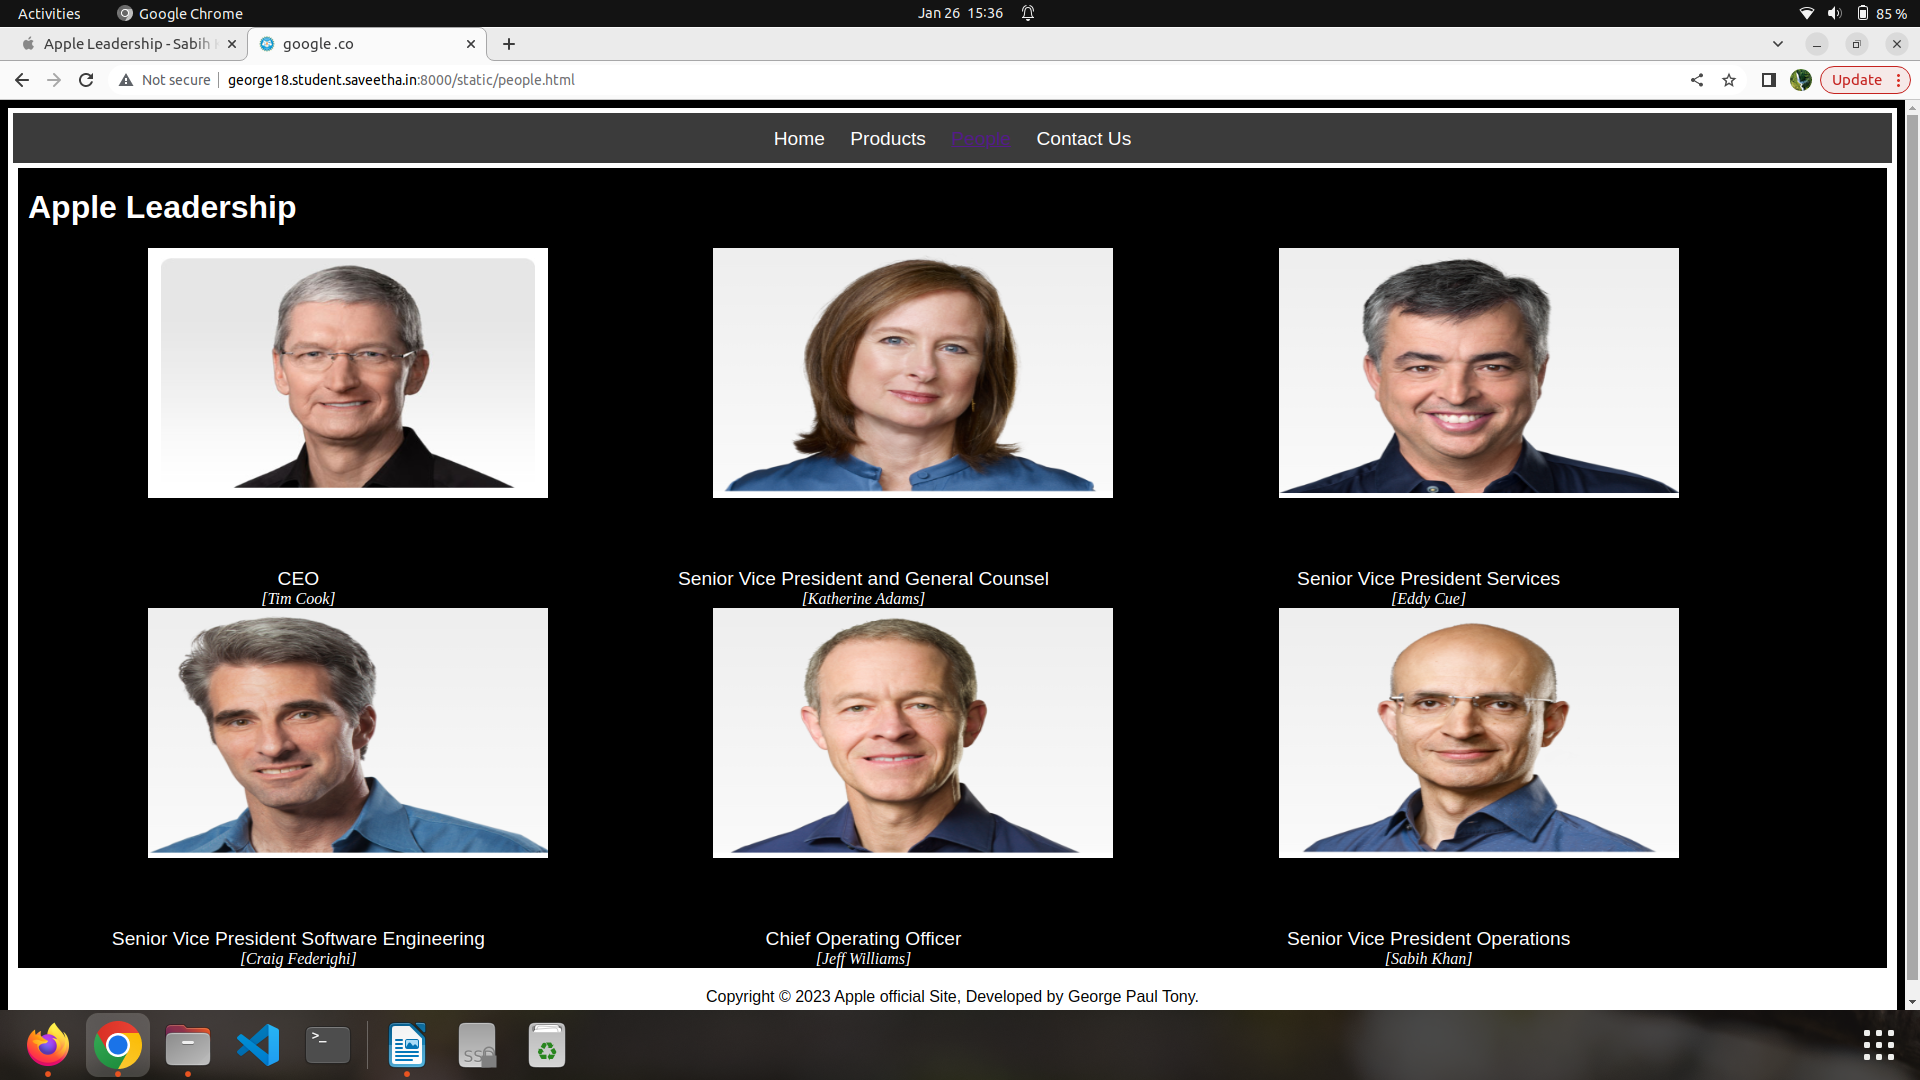 Activities Google Chrome Jan 26 15:36 85 %
Apple Leadership - Sabih google .co
Not secure george18.student.saveetha.in:8000/static/people.html Update
Home Products People Contact Us
Apple Leadership
CEO Senior Vice President and General Counsel Senior Vice President Services
[Tim Cook] [Katherine Adams] [Eddy Cue]
Senior Vice President Software Engineering Chief Operating Officer Senior Vice President Operations
[Craig Federighi] [Jeff Williams] [Sabih Khan]
Copyright © 2023 Apple official Site, Developed by George Paul Tony.
>_
SSD